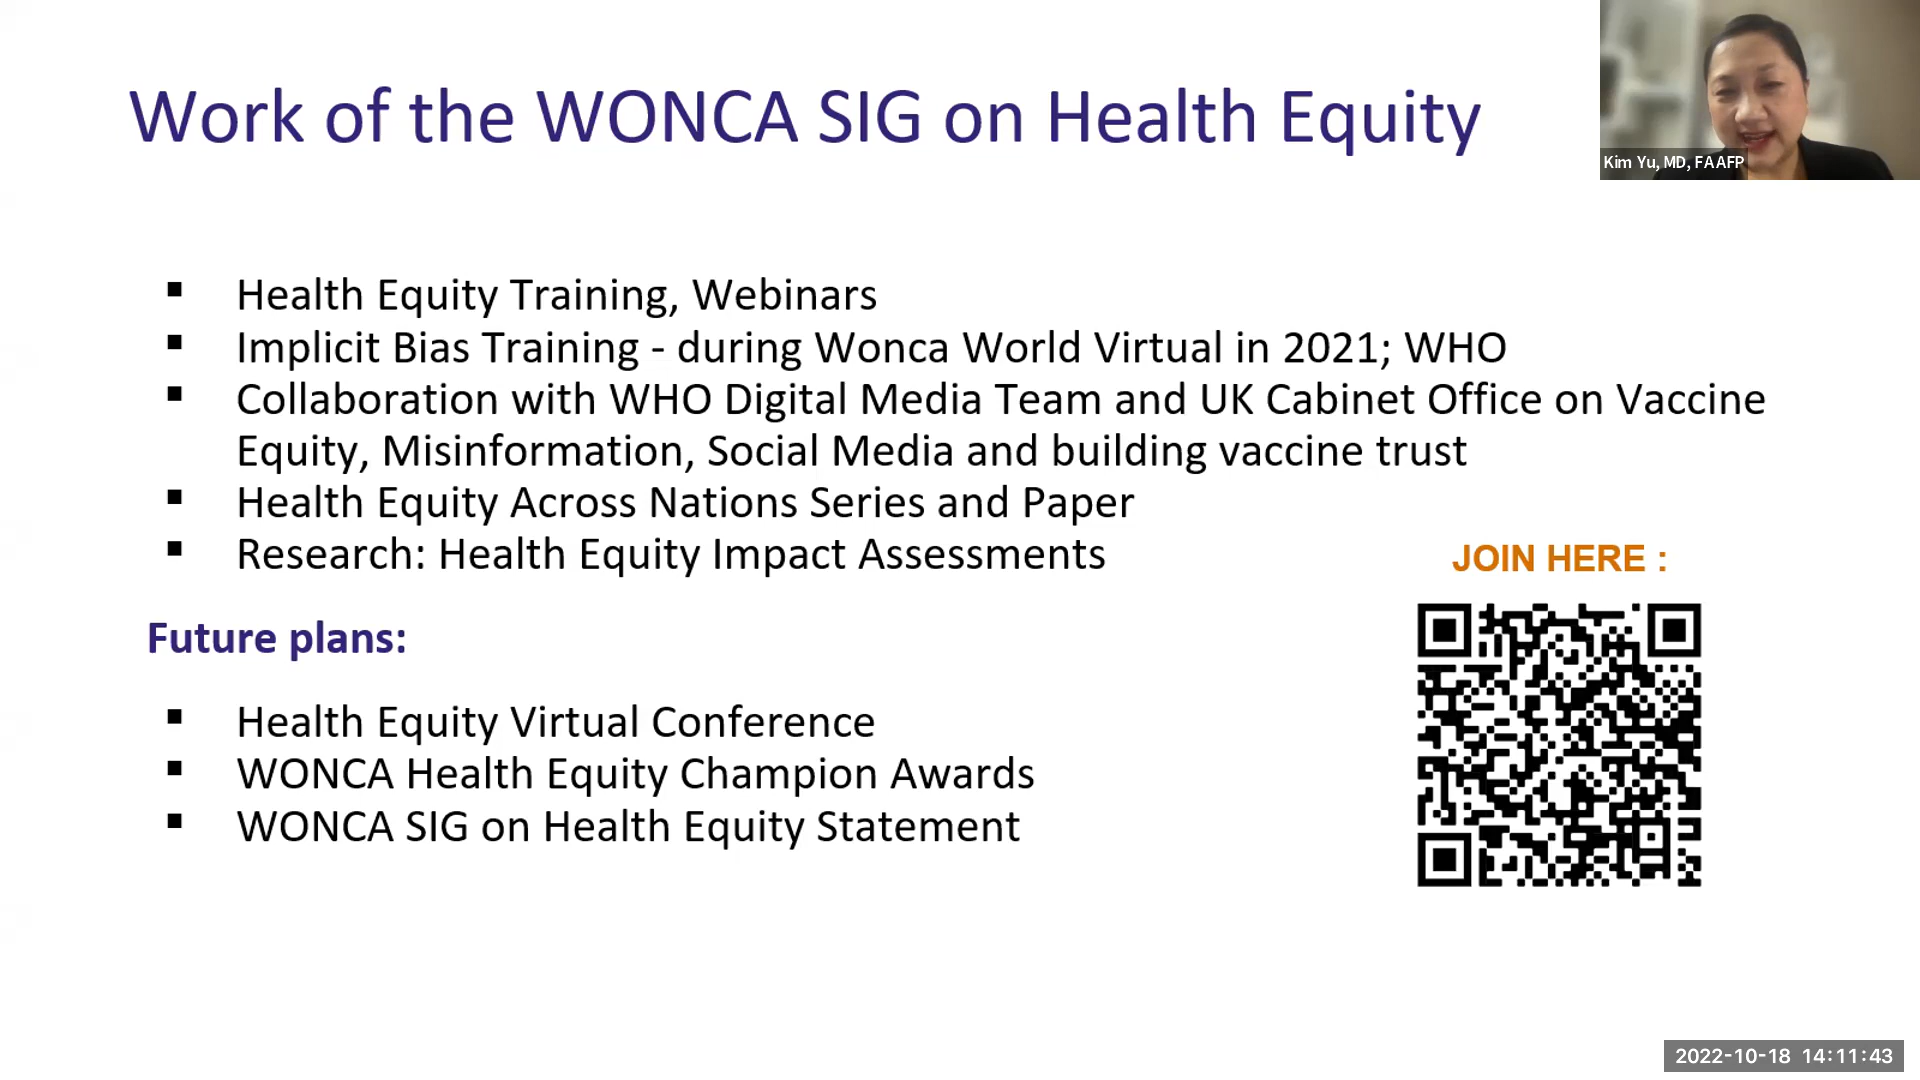 Work of the WONCA SIG on Health Equity
Kim Yu, MD, FAAFP
▪ Health Equity Training, Webinars
▪ Implicit Bias Training - during Wonca World Virtual in 2021; WHO
▪ Collaboration with WHO Digital Media Team and UK Cabinet Office on Vaccine
Equity, Misinformation, Social Media and building vaccine trust
▪ Health Equity Across Nations Series and Paper
▪ Research: Health Equity Impact Assessments
JOIN HERE :
Future plans:
▪ Health Equity Virtual Conference
▪ WONCA Health Equity Champion Awards
▪ WONCA SIG on Health Equity Statement
2022-10-18 14:11:43